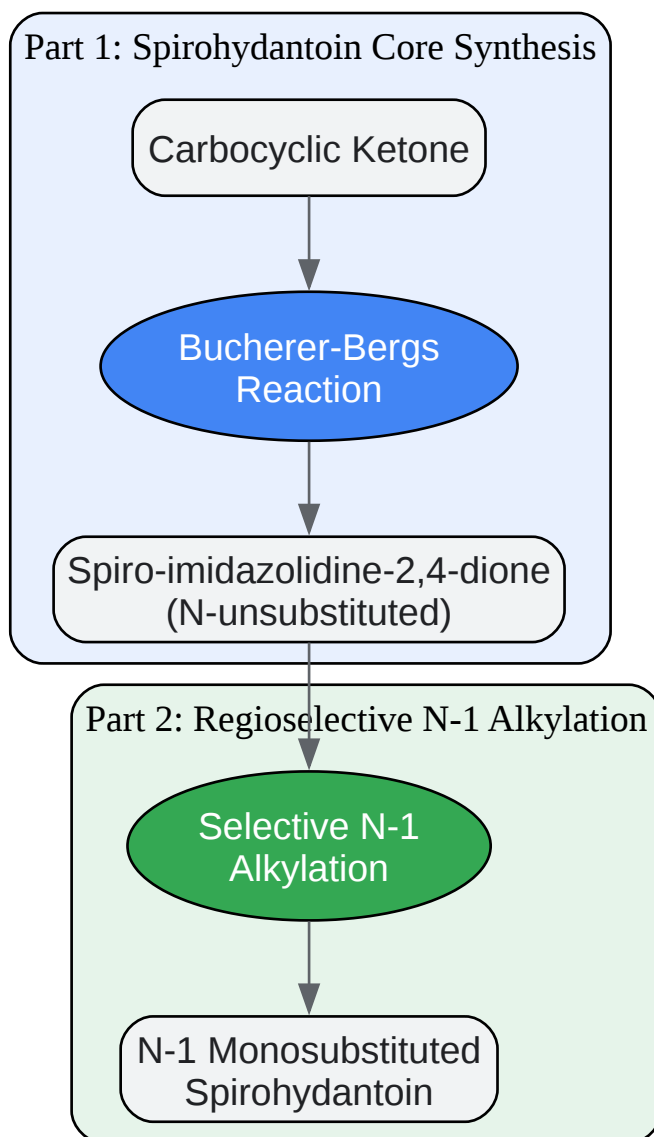 Part 1: Spirohydantoin Core Synthesis
Carbocyclic Ketone
Bucherer-Bergs
Reaction
Spiro-imidazolidine-2,4-dione
(N-unsubstituted)
Part 2: Regioselective N-1 Alkylation
Selective N-1
Alkylation
N-1 Monosubstituted
Spirohydantoin